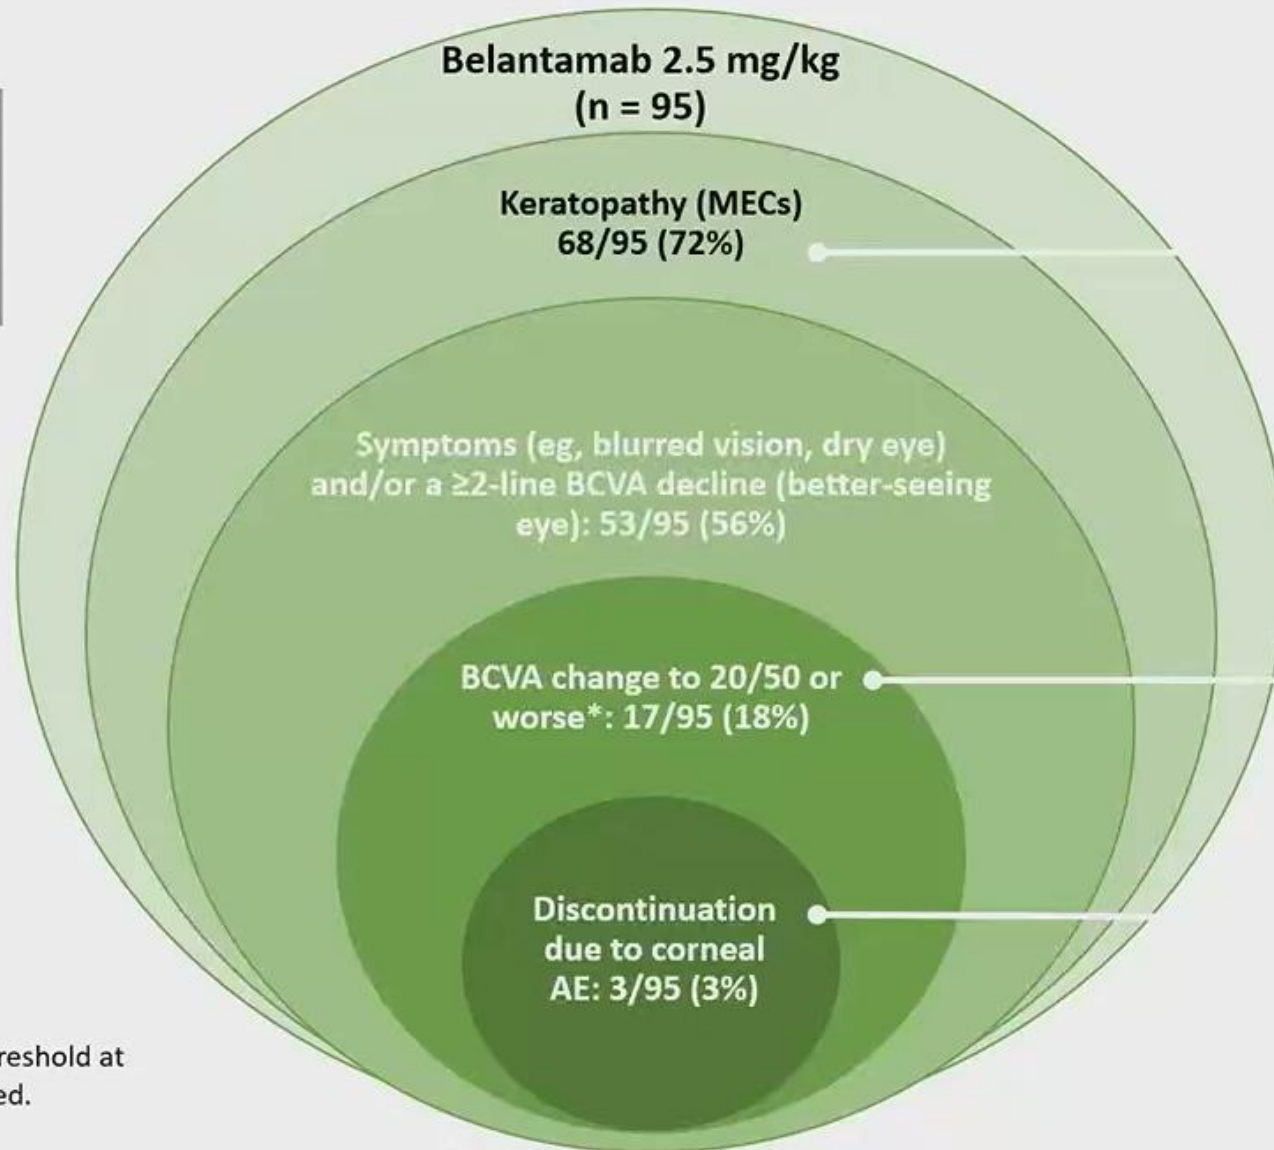 Belantamab 2.5 mg/kg
(n = 95)
Keratopathy (MECs)
68/95 (72%)
Symptoms (eg, blurred vision, dry eye)
and/or a ≥2-line BCVA decline (better-seeing
eye): 53/95 (56%)
BCVA change to 20/50 or
worse*: 17/95 (18%)
Discontinuation
due to corneal
AE: 3/95 (3%)
reshold at
ed.